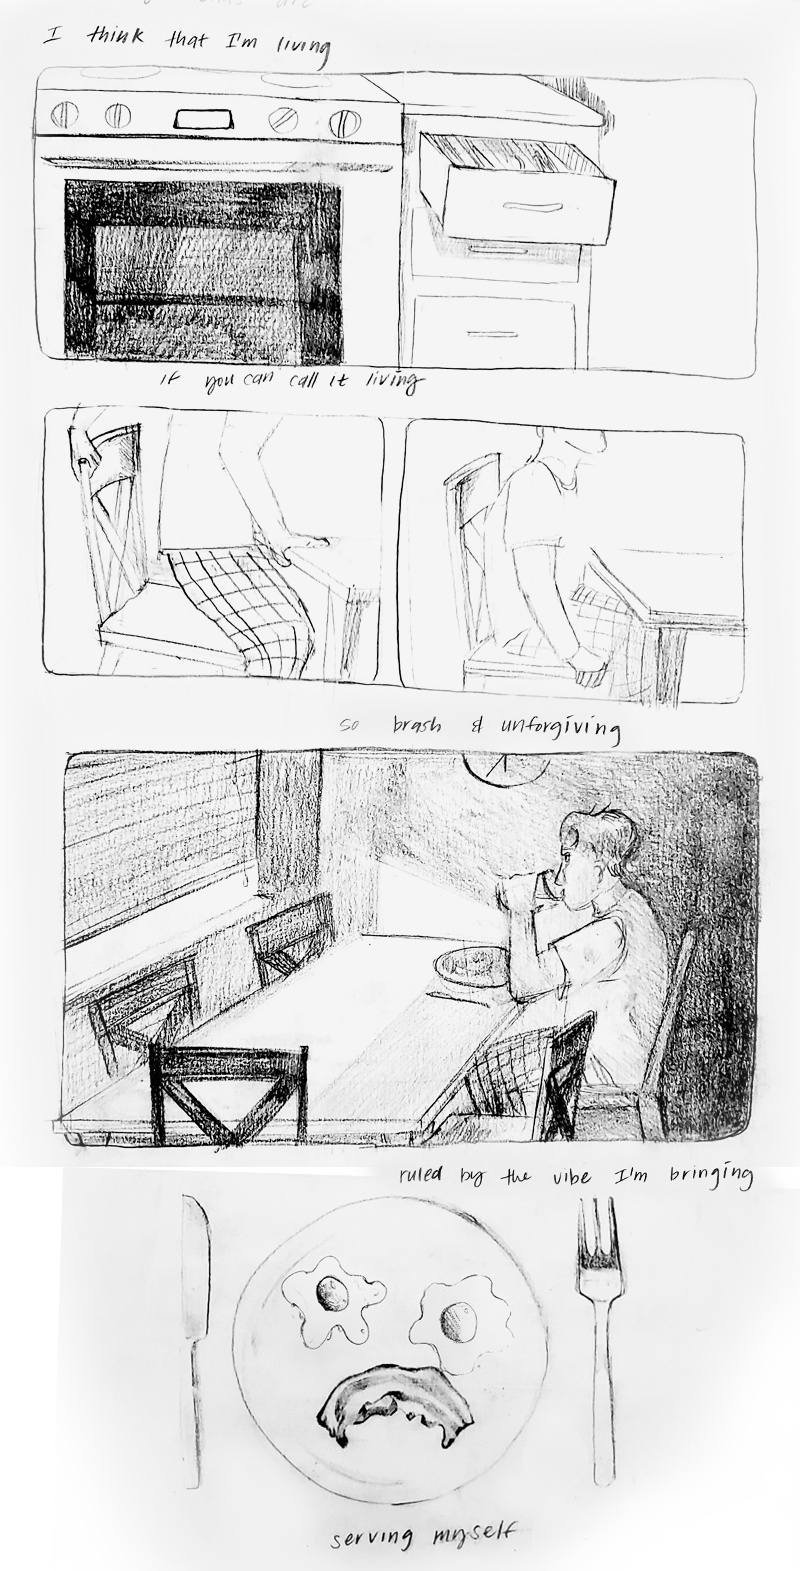 I think that I'm living
if you can call it living
so brash & unforgiving
ruled by the vibe I'm bringing
serving myself